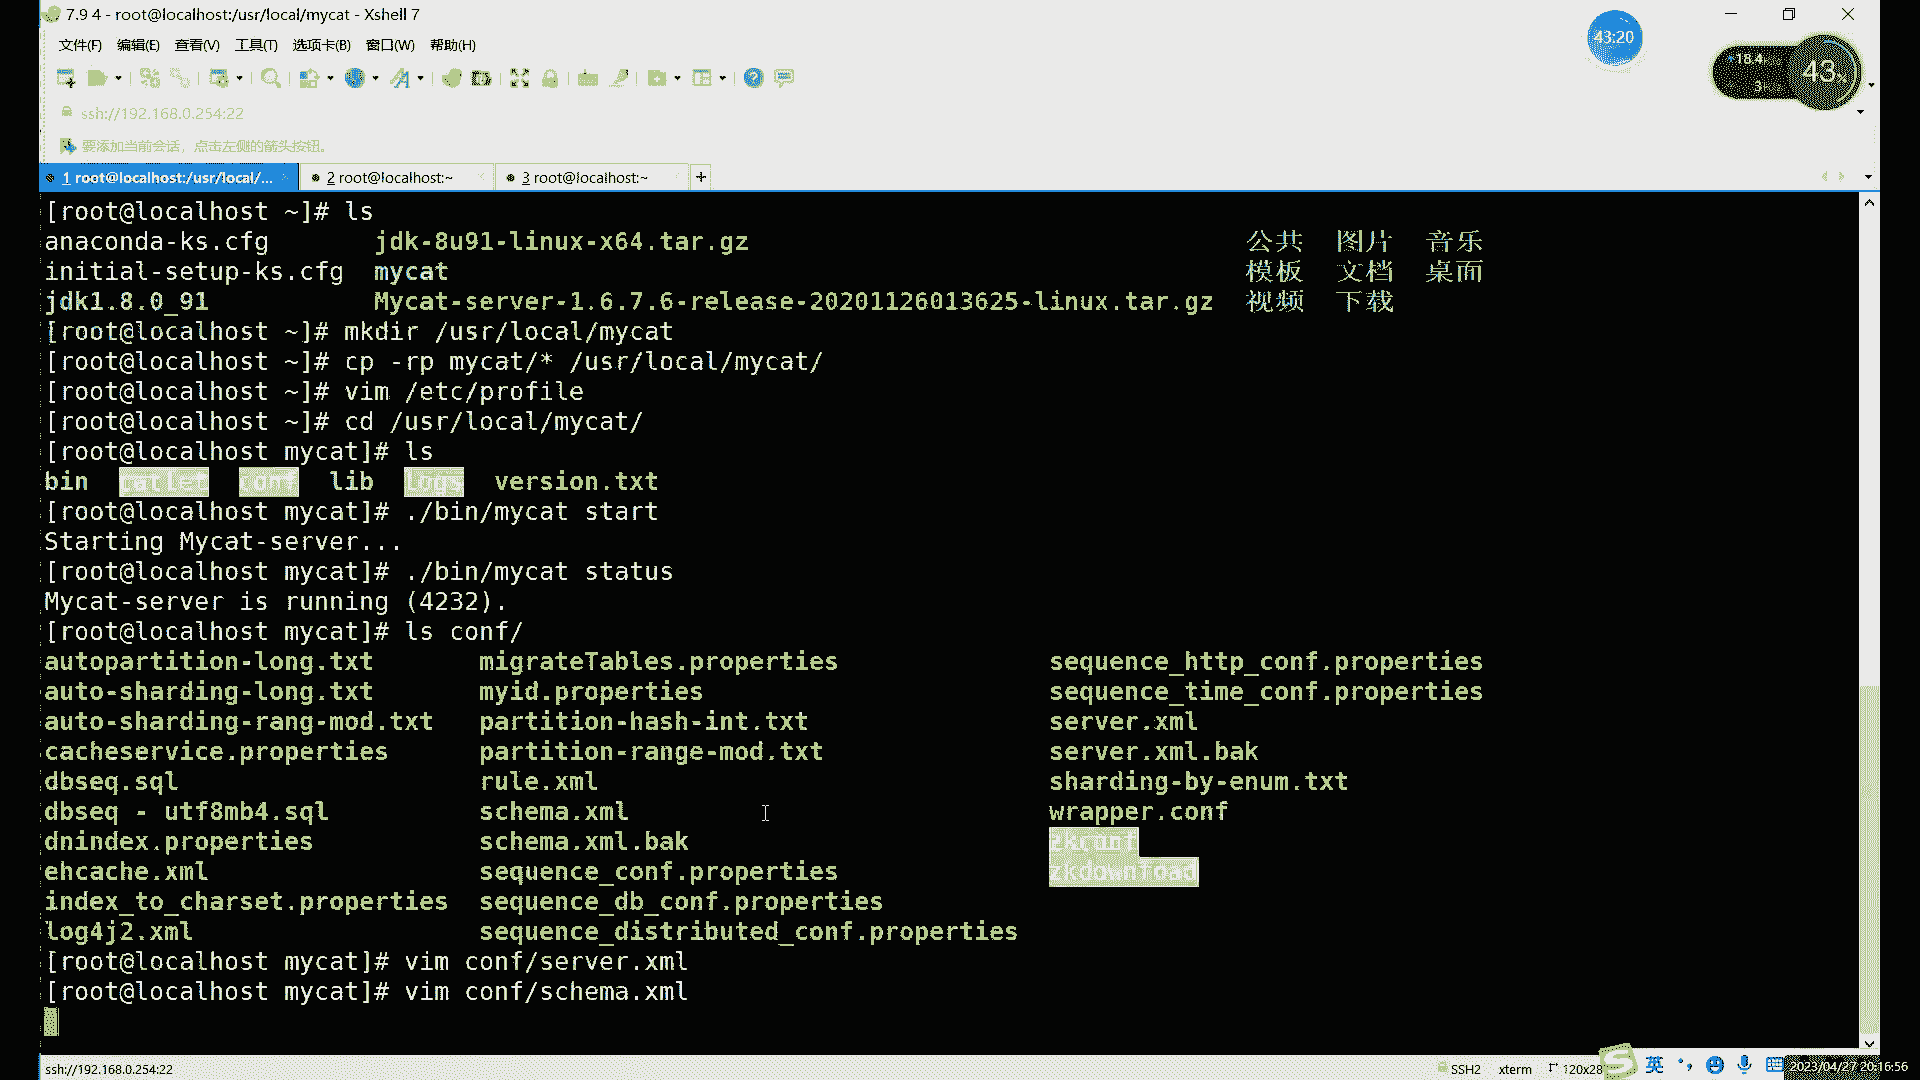 7.9 4 - root@localhost:/usr/local/mycat - Xshell 7
文件(F) 编辑(E) 查看(V) 工具(T) 选项卡(B) 窗口(W) 帮助(H)
43:20
18.4
43%
ssh://192.168.0.254:22
要添加当前会话，点击左侧的箭头按钮。
1 root@localhost:/usr/local/... 2 root@localhost:~ 3 root@localhost:~ +
[root@localhost ~]# ls
anaconda-ks.cfg jdk-8u91-linux-x64.tar.gz 公共 图片 音乐
initial-setup-ks.cfg mycat 模板 文档 桌面
jdk1.8.0_91 Mycat-server-1.6.7.6-release-20201126013625-linux.tar.gz 视频 下载
[root@localhost ~]# mkdir /usr/local/mycat
[root@localhost ~]# cp -rp mycat/* /usr/local/mycat/
[root@localhost ~]# vim /etc/profile
[root@localhost ~]# cd /usr/local/mycat/
[root@localhost mycat]# ls
bin catlet conf lib logs version.txt
[root@localhost mycat]# ./bin/mycat start
Starting Mycat-server...
[root@localhost mycat]# ./bin/mycat status
Mycat-server is running (4232).
[root@localhost mycat]# ls conf/
autopartition-long.txt migrateTables.properties sequence_http_conf.properties
auto-sharding-long.txt myid.properties sequence_time_conf.properties
auto-sharding-rang-mod.txt partition-hash-int.txt server.xml
cacheservice.properties partition-range-mod.txt server.xml.bak
dbseq.sql rule.xml sharding-by-enum.txt
dbseq - utf8mb4.sql schema.xml wrapper.conf
dnindex.properties schema.xml.bak zkconf
ehcache.xml sequence_conf.properties zkdownload
index_to_charset.properties sequence_db_conf.properties
log4j2.xml sequence_distributed_conf.properties
[root@localhost mycat]# vim conf/server.xml
[root@localhost mycat]# vim conf/schema.xml
ssh://192.168.0.254:22 SSH2 xterm 120x28 英 2023/04/27 20:16:56